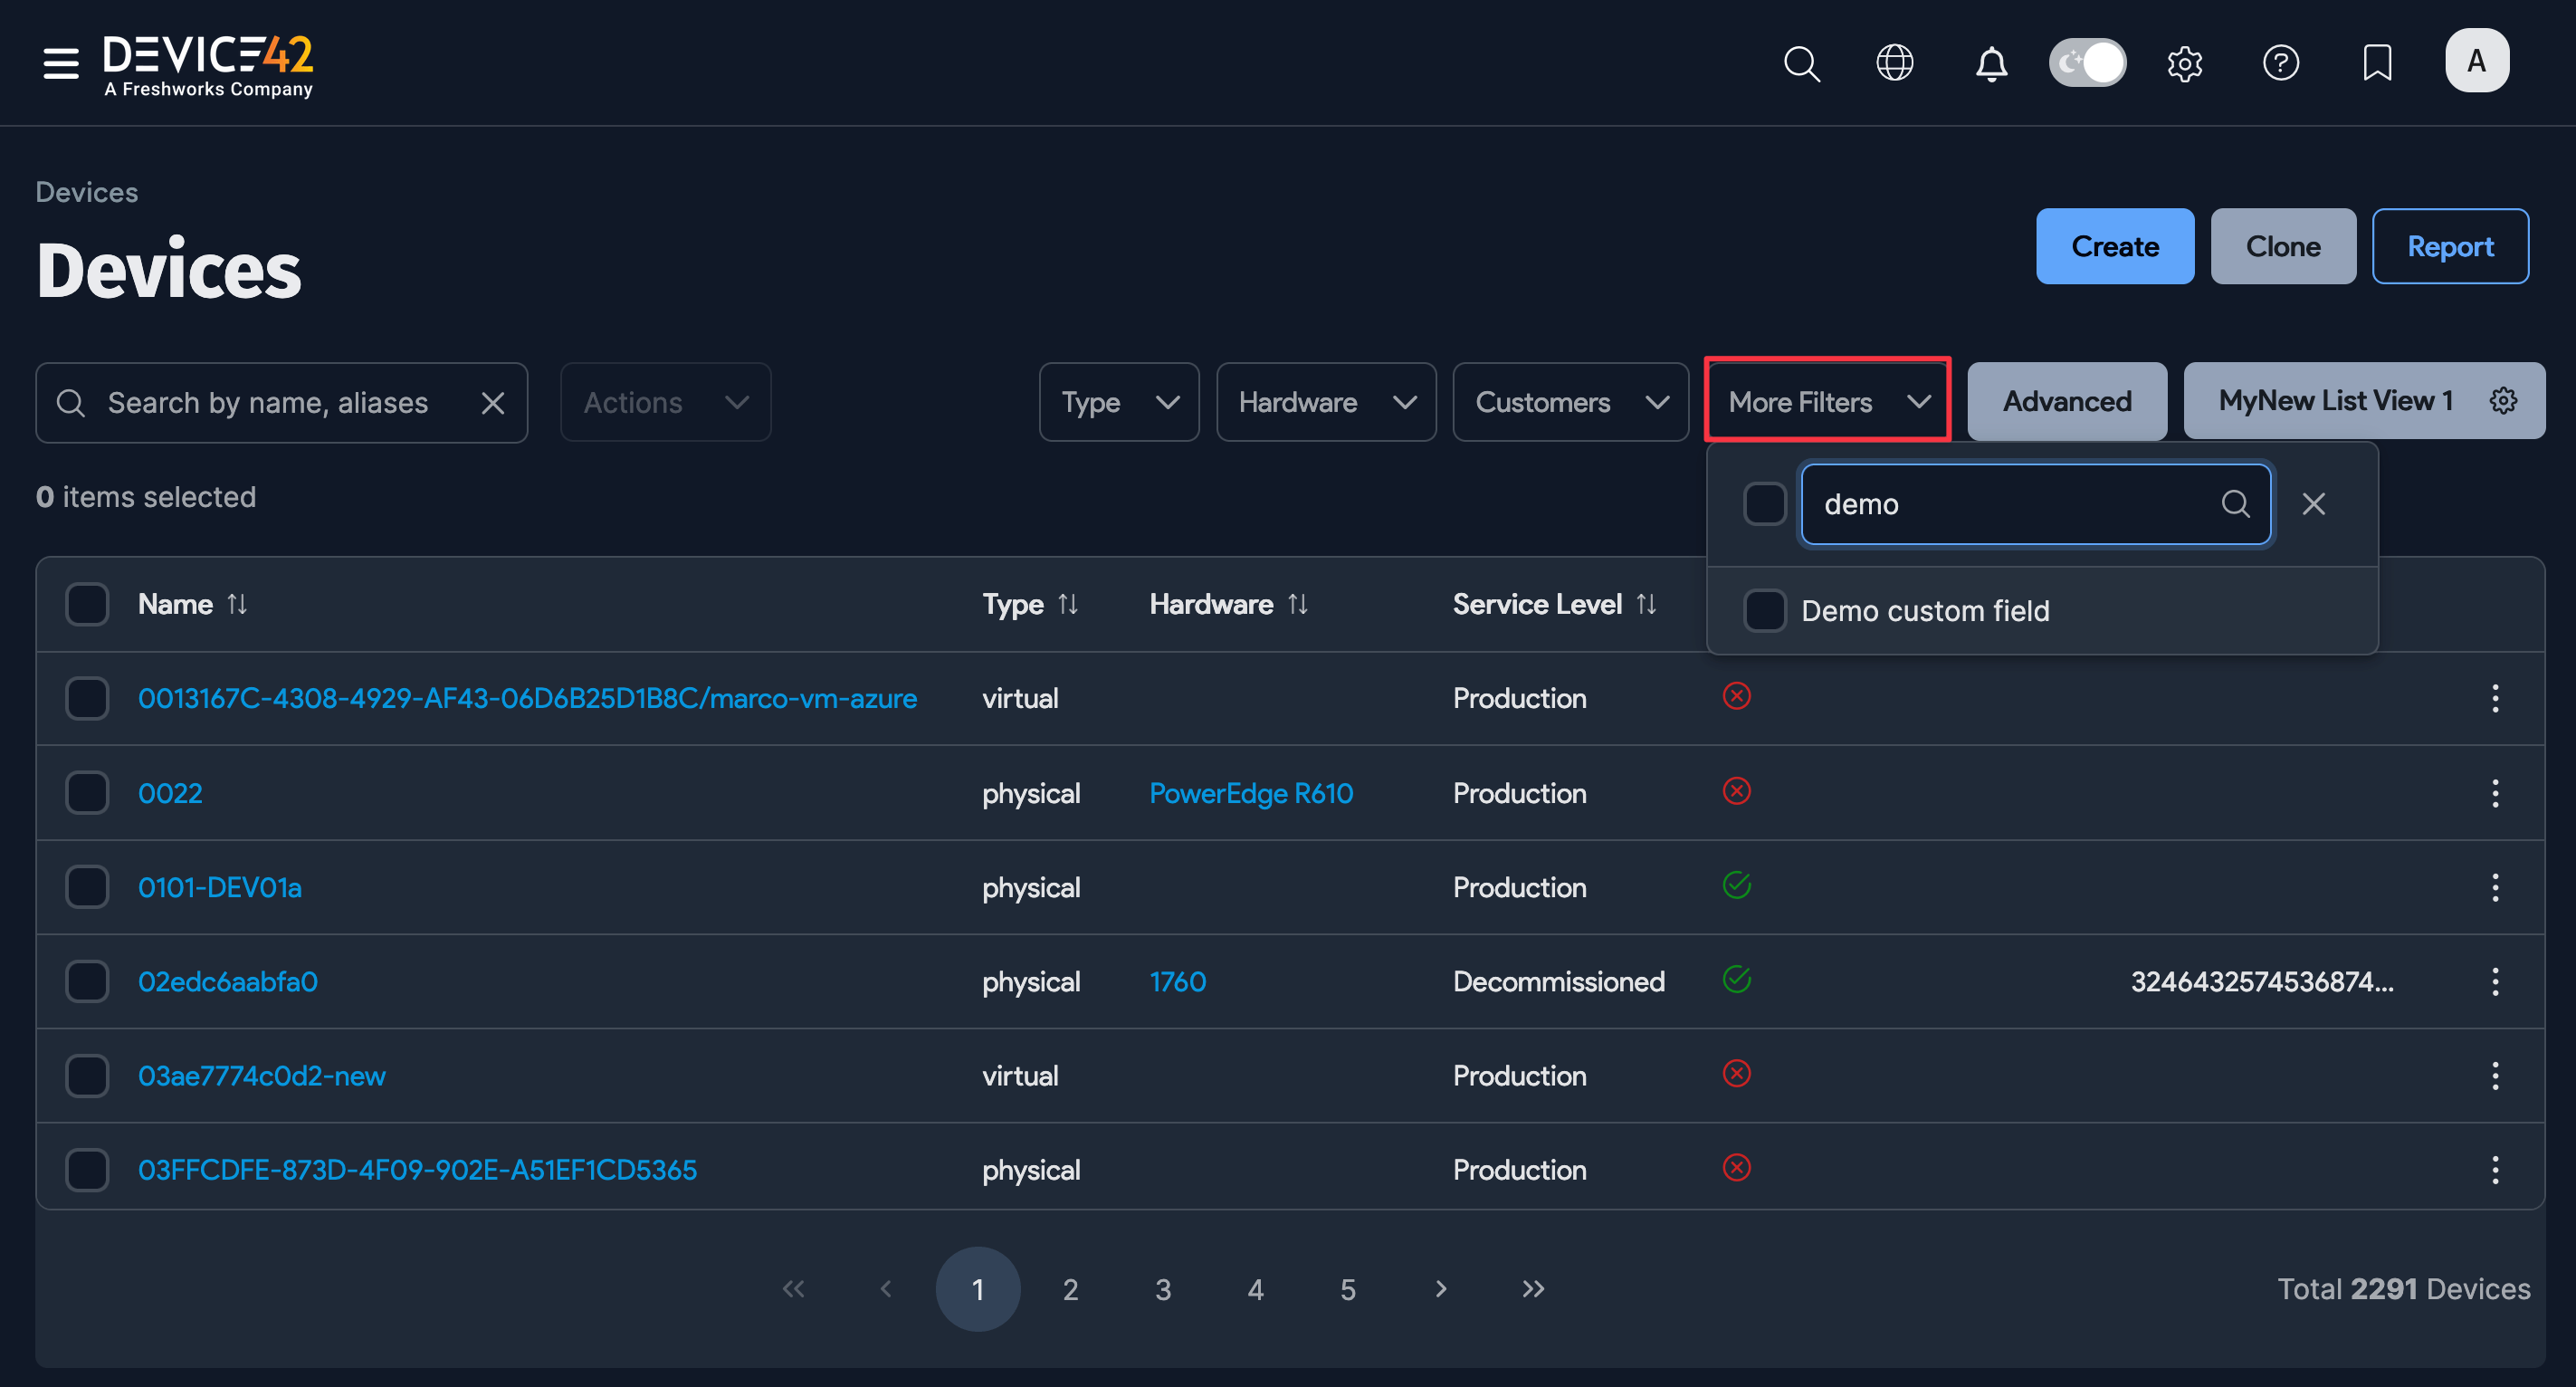 DEVICE42
A Freshworks Company
A
Devices
Devices
Create
Clone
Report
Search by name, aliases
Actions
Type
Hardware
Customers
More Filters
Advanced
MyNew List View 1
0 items selected
demo
Demo custom field
Name Type Hardware Service Level
0013167C-4308-4929-AF43-06D6B25D1B8C/marco-vm-azure virtual Production
0022 physical PowerEdge R610 Production
0101-DEV01a physical Production
02edc6aabfa0 physical 1760 Decommissioned 3246432574536874...
03ae7774c0d2-new virtual Production
03FFCDFE-873D-4F09-902E-A51EF1CD5365 physical Production
« ‹ 1 2 3 4 5 › »
Total 2291 Devices